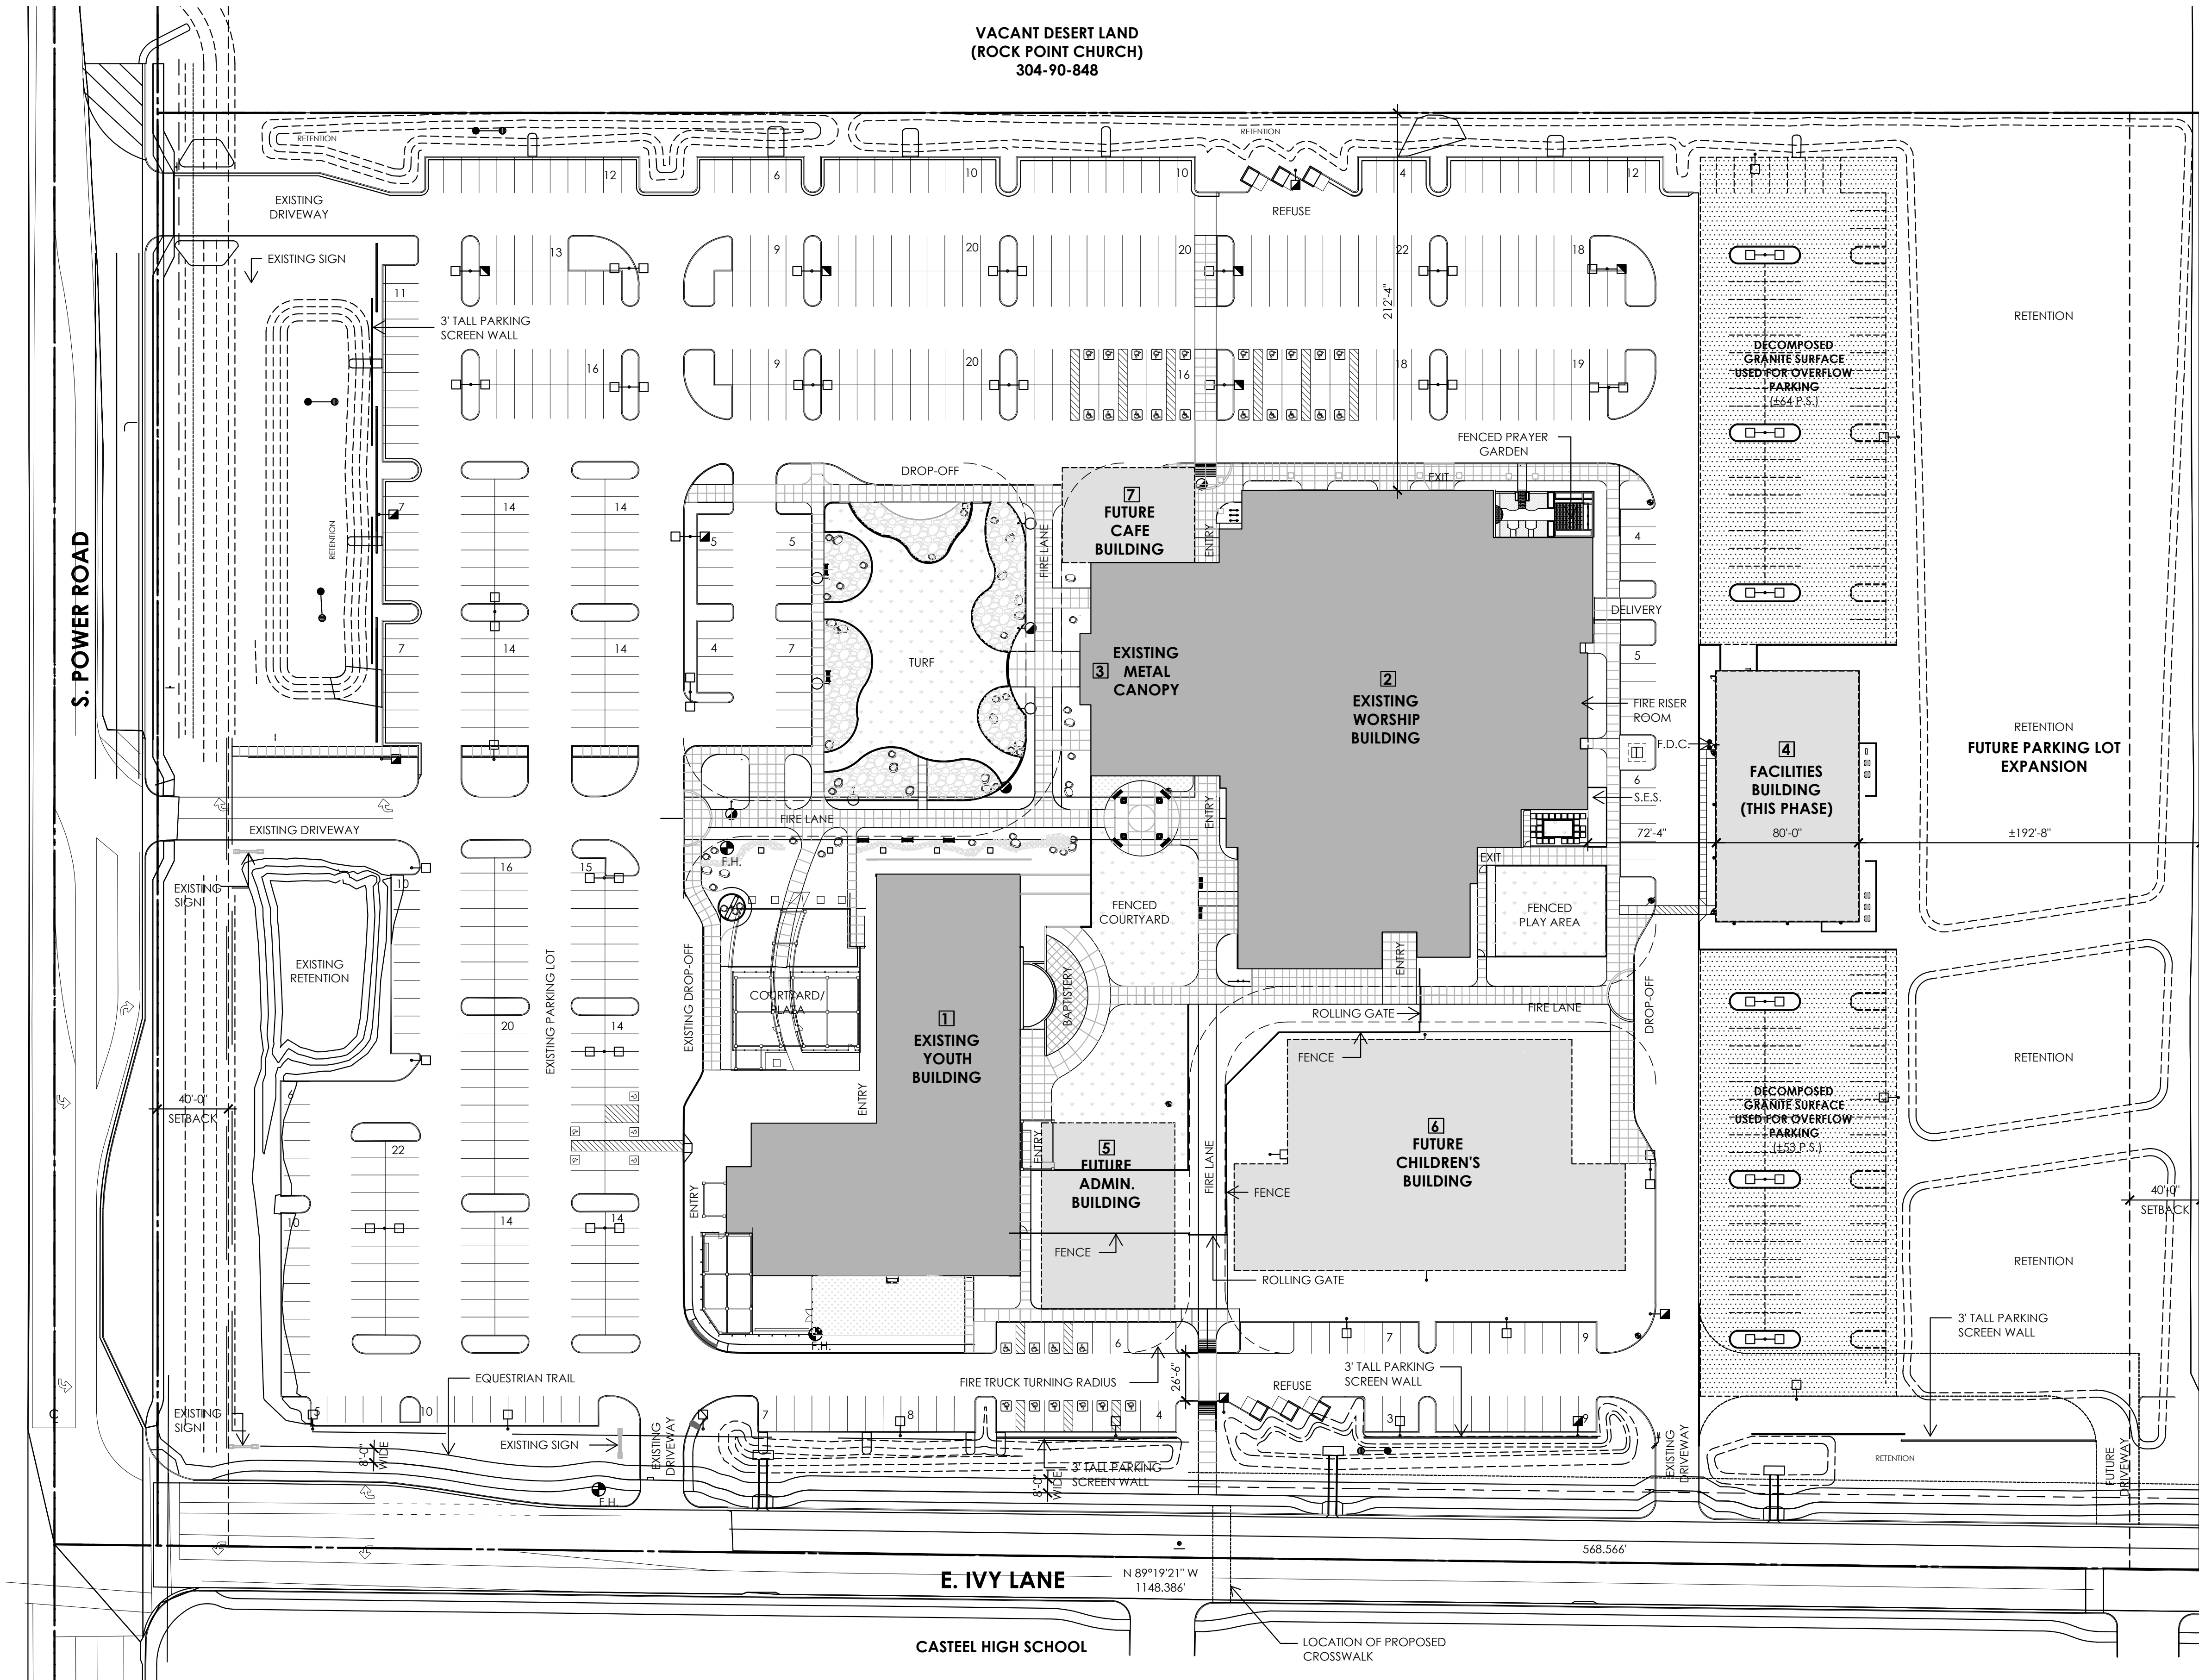 VACANT DESERT LAND
(ROCK POINT CHURCH)
304-90-848
RETENTION
RETENTION
12
6
10
10
4
12
EXISTING
DRIVEWAY
REFUSE
EXISTING SIGN
13
9
20
20
22
18
11
3' TALL PARKING
SCREEN WALL
212'-4"
RETENTION
16
9
20
16
18
19
DECOMPOSED
GRANITE SURFACE
USED FOR OVERFLOW
PARKING
(±64 P.S.)
FENCED PRAYER
GARDEN
DROP-OFF
EXIT
7
14
14
5
5
RETENTION
FIRE LANE
7
FUTURE
CAFE
BUILDING
ENTRY
4
S. POWER ROAD
7
14
14
4
7
TURF
DELIVERY
5
3
EXISTING
METAL
CANOPY
2
EXISTING
WORSHIP
BUILDING
FIRE RISER
ROOM
F.D.C.
6
S.E.S.
4
FACILITIES
BUILDING
(THIS PHASE)
RETENTION
FUTURE PARKING LOT
EXPANSION
72'-4"
80'-0"
±192'-8"
EXISTING DRIVEWAY
FIRE LANE
ENTRY
F.H.
EXIT
EXISTING
SIGN
10
16
15
FENCED
COURTYARD
FENCED
PLAY AREA
EXISTING
RETENTION
EXISTING PARKING LOT
EXISTING DROP-OFF
COURTYARD/
PLAZA
BAPTISTERY
ENTRY
ROLLING GATE
FIRE LANE
DROP-OFF
20
14
1
EXISTING
YOUTH
BUILDING
FENCE
RETENTION
40'-0"
SETBACK
6
ENTRY
DECOMPOSED
GRANITE SURFACE
USED FOR OVERFLOW
PARKING
(±53 P.S.)
22
ENTRY
5
FUTURE
ADMIN.
BUILDING
FIRE LANE
6
FUTURE
CHILDREN'S
BUILDING
FENCE
40'-0"
SETBACK
10
14
14
ENTRY
FENCE
ROLLING GATE
RETENTION
F.H.
6
7
9
3' TALL PARKING
SCREEN WALL
EQUESTRIAN TRAIL
FIRE TRUCK TURNING RADIUS
26'-6"
3' TALL PARKING
SCREEN WALL
REFUSE
EXISTING
SIGN
5
10
7
8
4
3
9
8'-0"
WIDE
EXISTING SIGN
EXISTING
DRIVEWAY
3' TALL PARKING
SCREEN WALL
8'-0"
WIDE
EXISTING
DRIVEWAY
RETENTION
FUTURE
DRIVEWAY
F.H.
568.566'
E. IVY LANE
N 89°19'21" W
1148.386'
CASTEEL HIGH SCHOOL
LOCATION OF PROPOSED
CROSSWALK